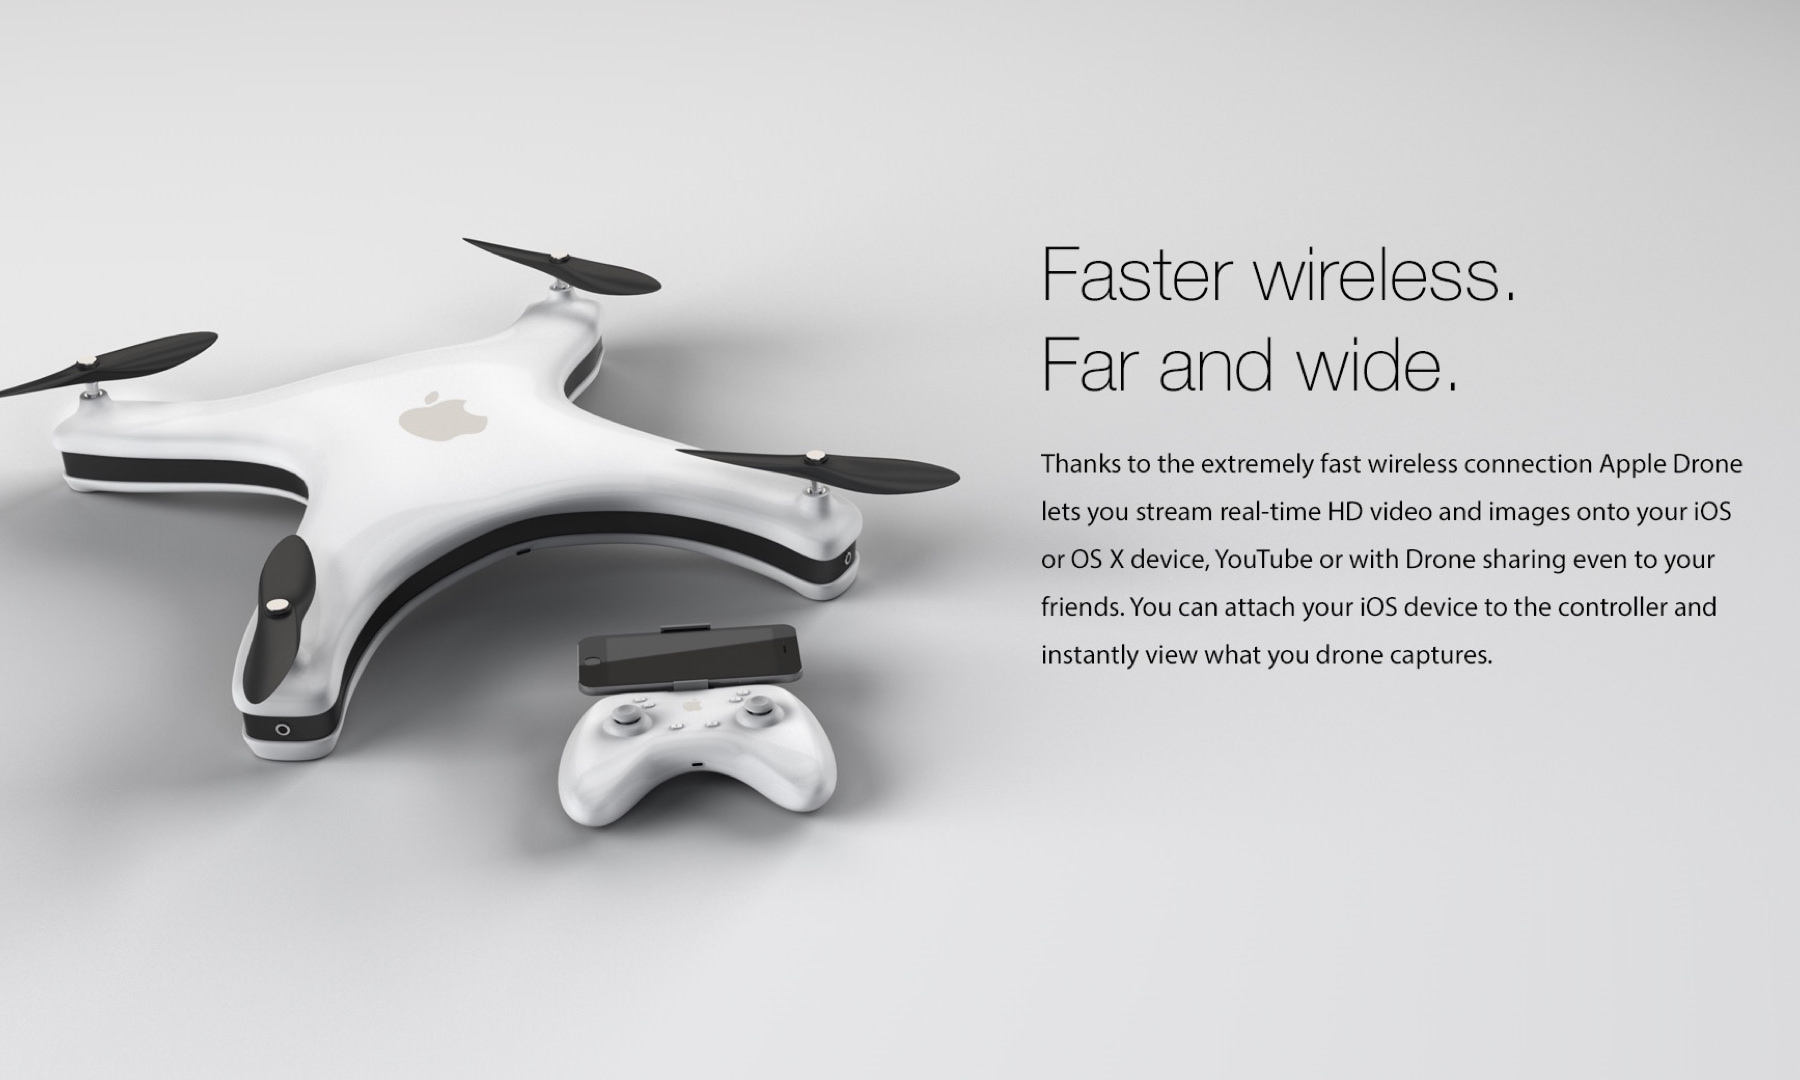 Faster wireless.
Far and wide.
Thanks to the extremely fast wireless connection Apple Drone
lets you stream real-time HD video and images onto your iOS
or OS X device, YouTube or with Drone sharing even to your
friends. You can attach your iOS device to the controller and
instantly view what you drone captures.